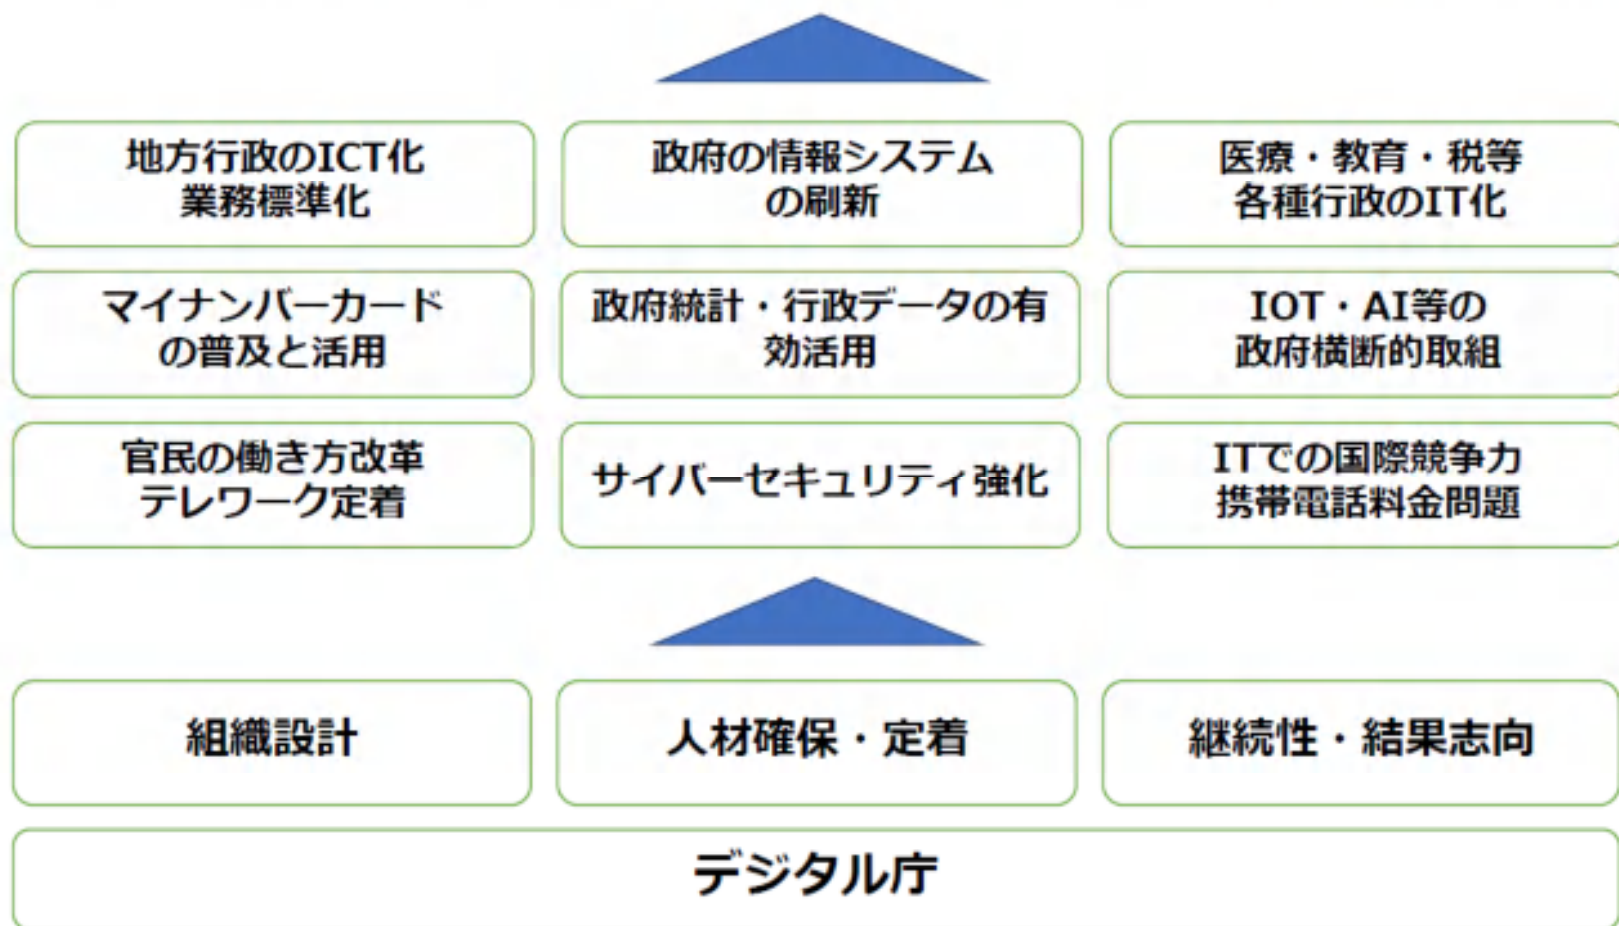 地方行政のICT化
業務標準化
政府の情報システム
の刷新
医療・教育・税等
各種行政のIT化
マイナンバーカード
の普及と活用
政府統計・行政データの有
効活用
IOT・AI等の
政府横断的取組
官民の働き方改革
テレワーク定着
サイバーセキュリティ強化
ITでの国際競争力
携帯電話料金問題
組織設計
人材確保・定着
継続性・結果志向
デジタル庁